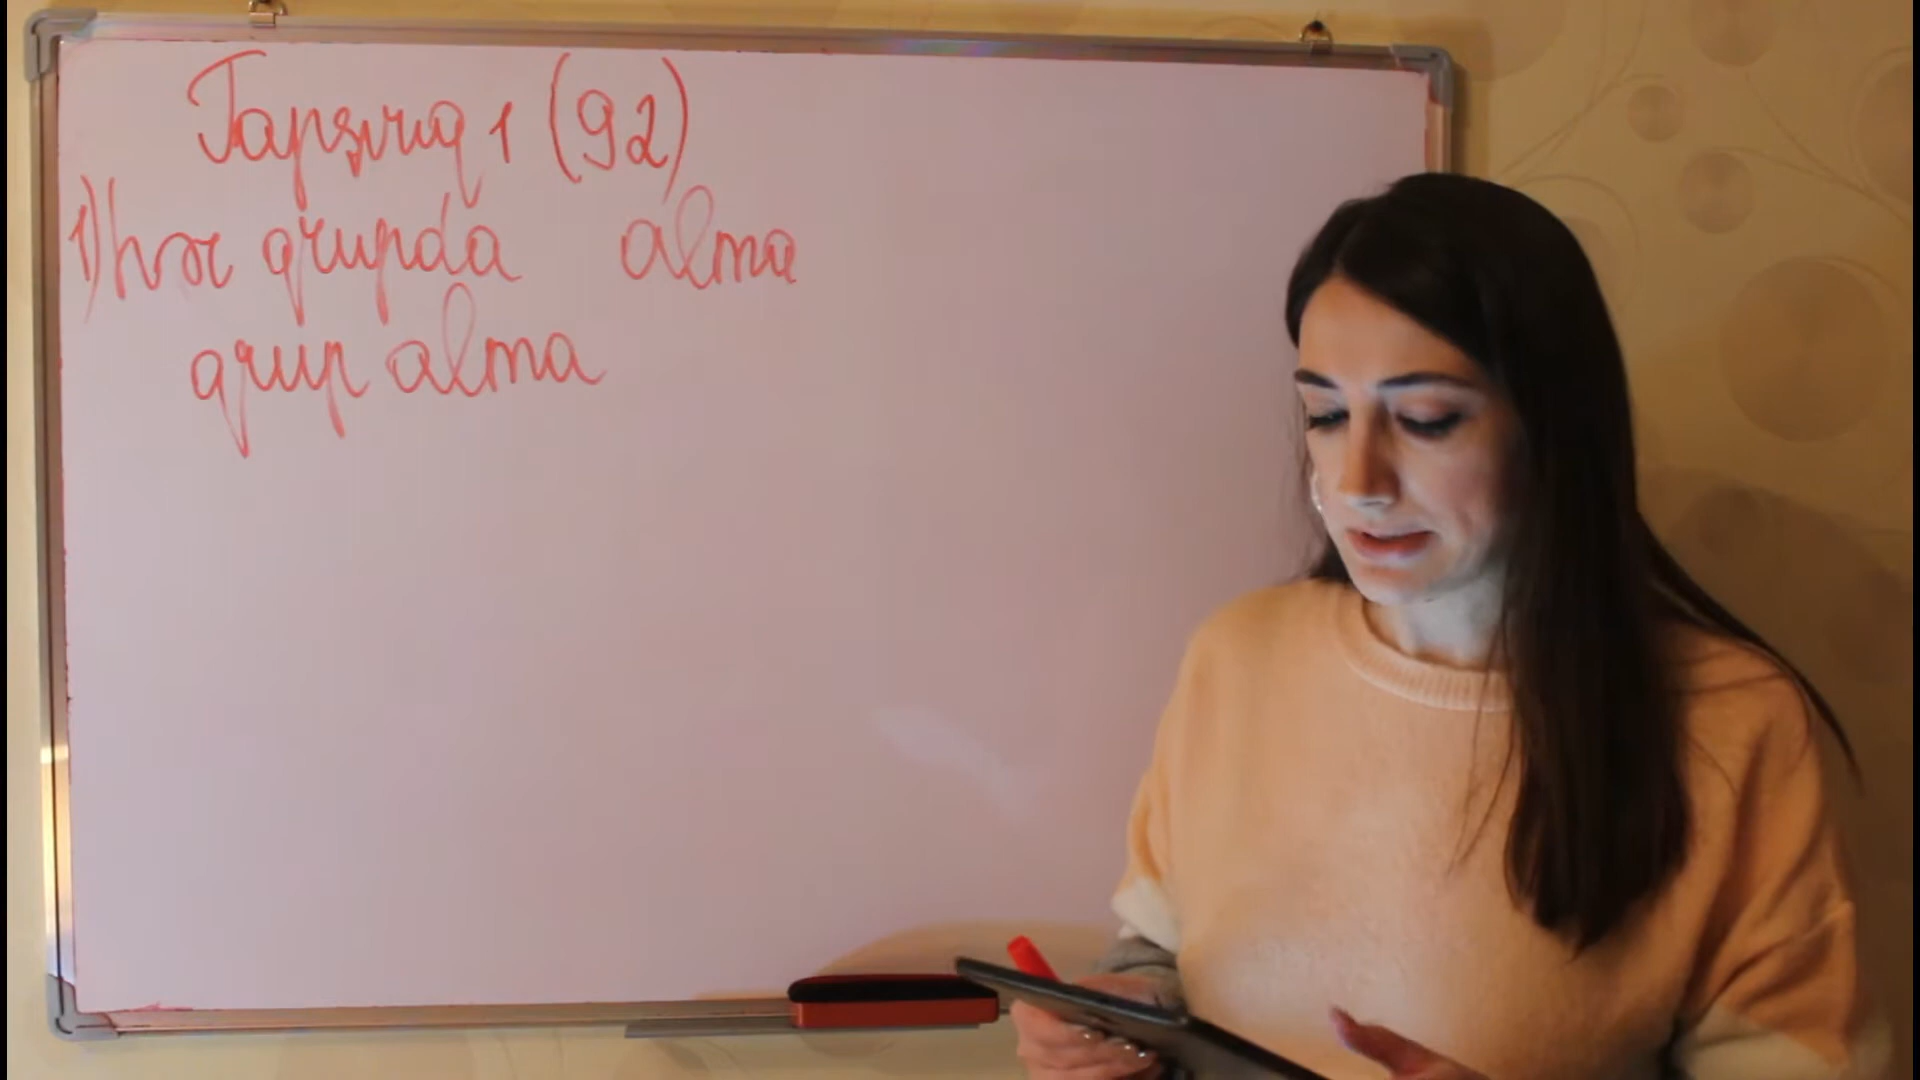 Tapşırıq 1 (92)
1) hər qrupda alma
qrup alma